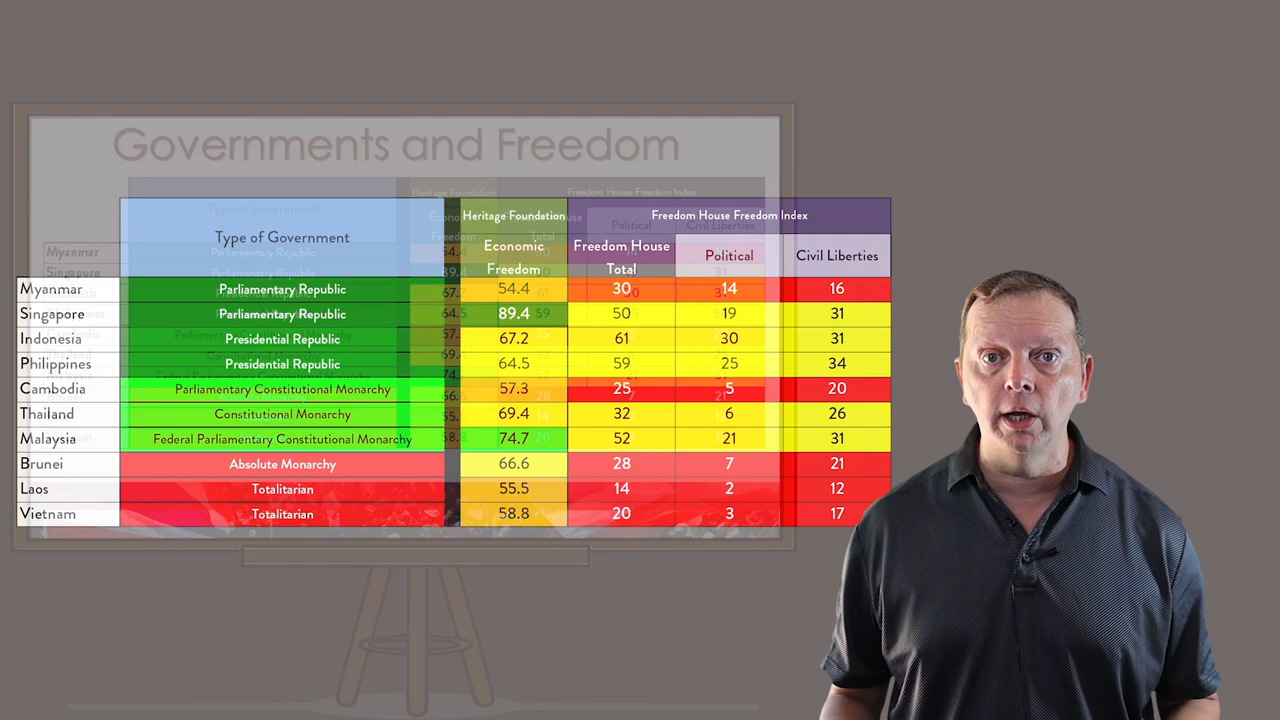 Governments and Freedom
Type of Government
Heritage Foundation
Freedom House Freedom Index
Economic Freedom
Freedom House Total
Political
Civil Liberties
Myanmar Parliamentary Republic 54.4 30 14 16
Singapore Parliamentary Republic 89.4 50 19 31
Indonesia Presidential Republic 67.2 61 30 31
Philippines Presidential Republic 64.5 59 25 34
Cambodia Parliamentary Constitutional Monarchy 57.3 25 5 20
Thailand Constitutional Monarchy 69.4 32 6 26
Malaysia Federal Parliamentary Constitutional Monarchy 74.7 52 21 31
Brunei Absolute Monarchy 66.6 28 7 21
Laos Totalitarian 55.5 14 2 12
Vietnam Totalitarian 58.8 20 3 17